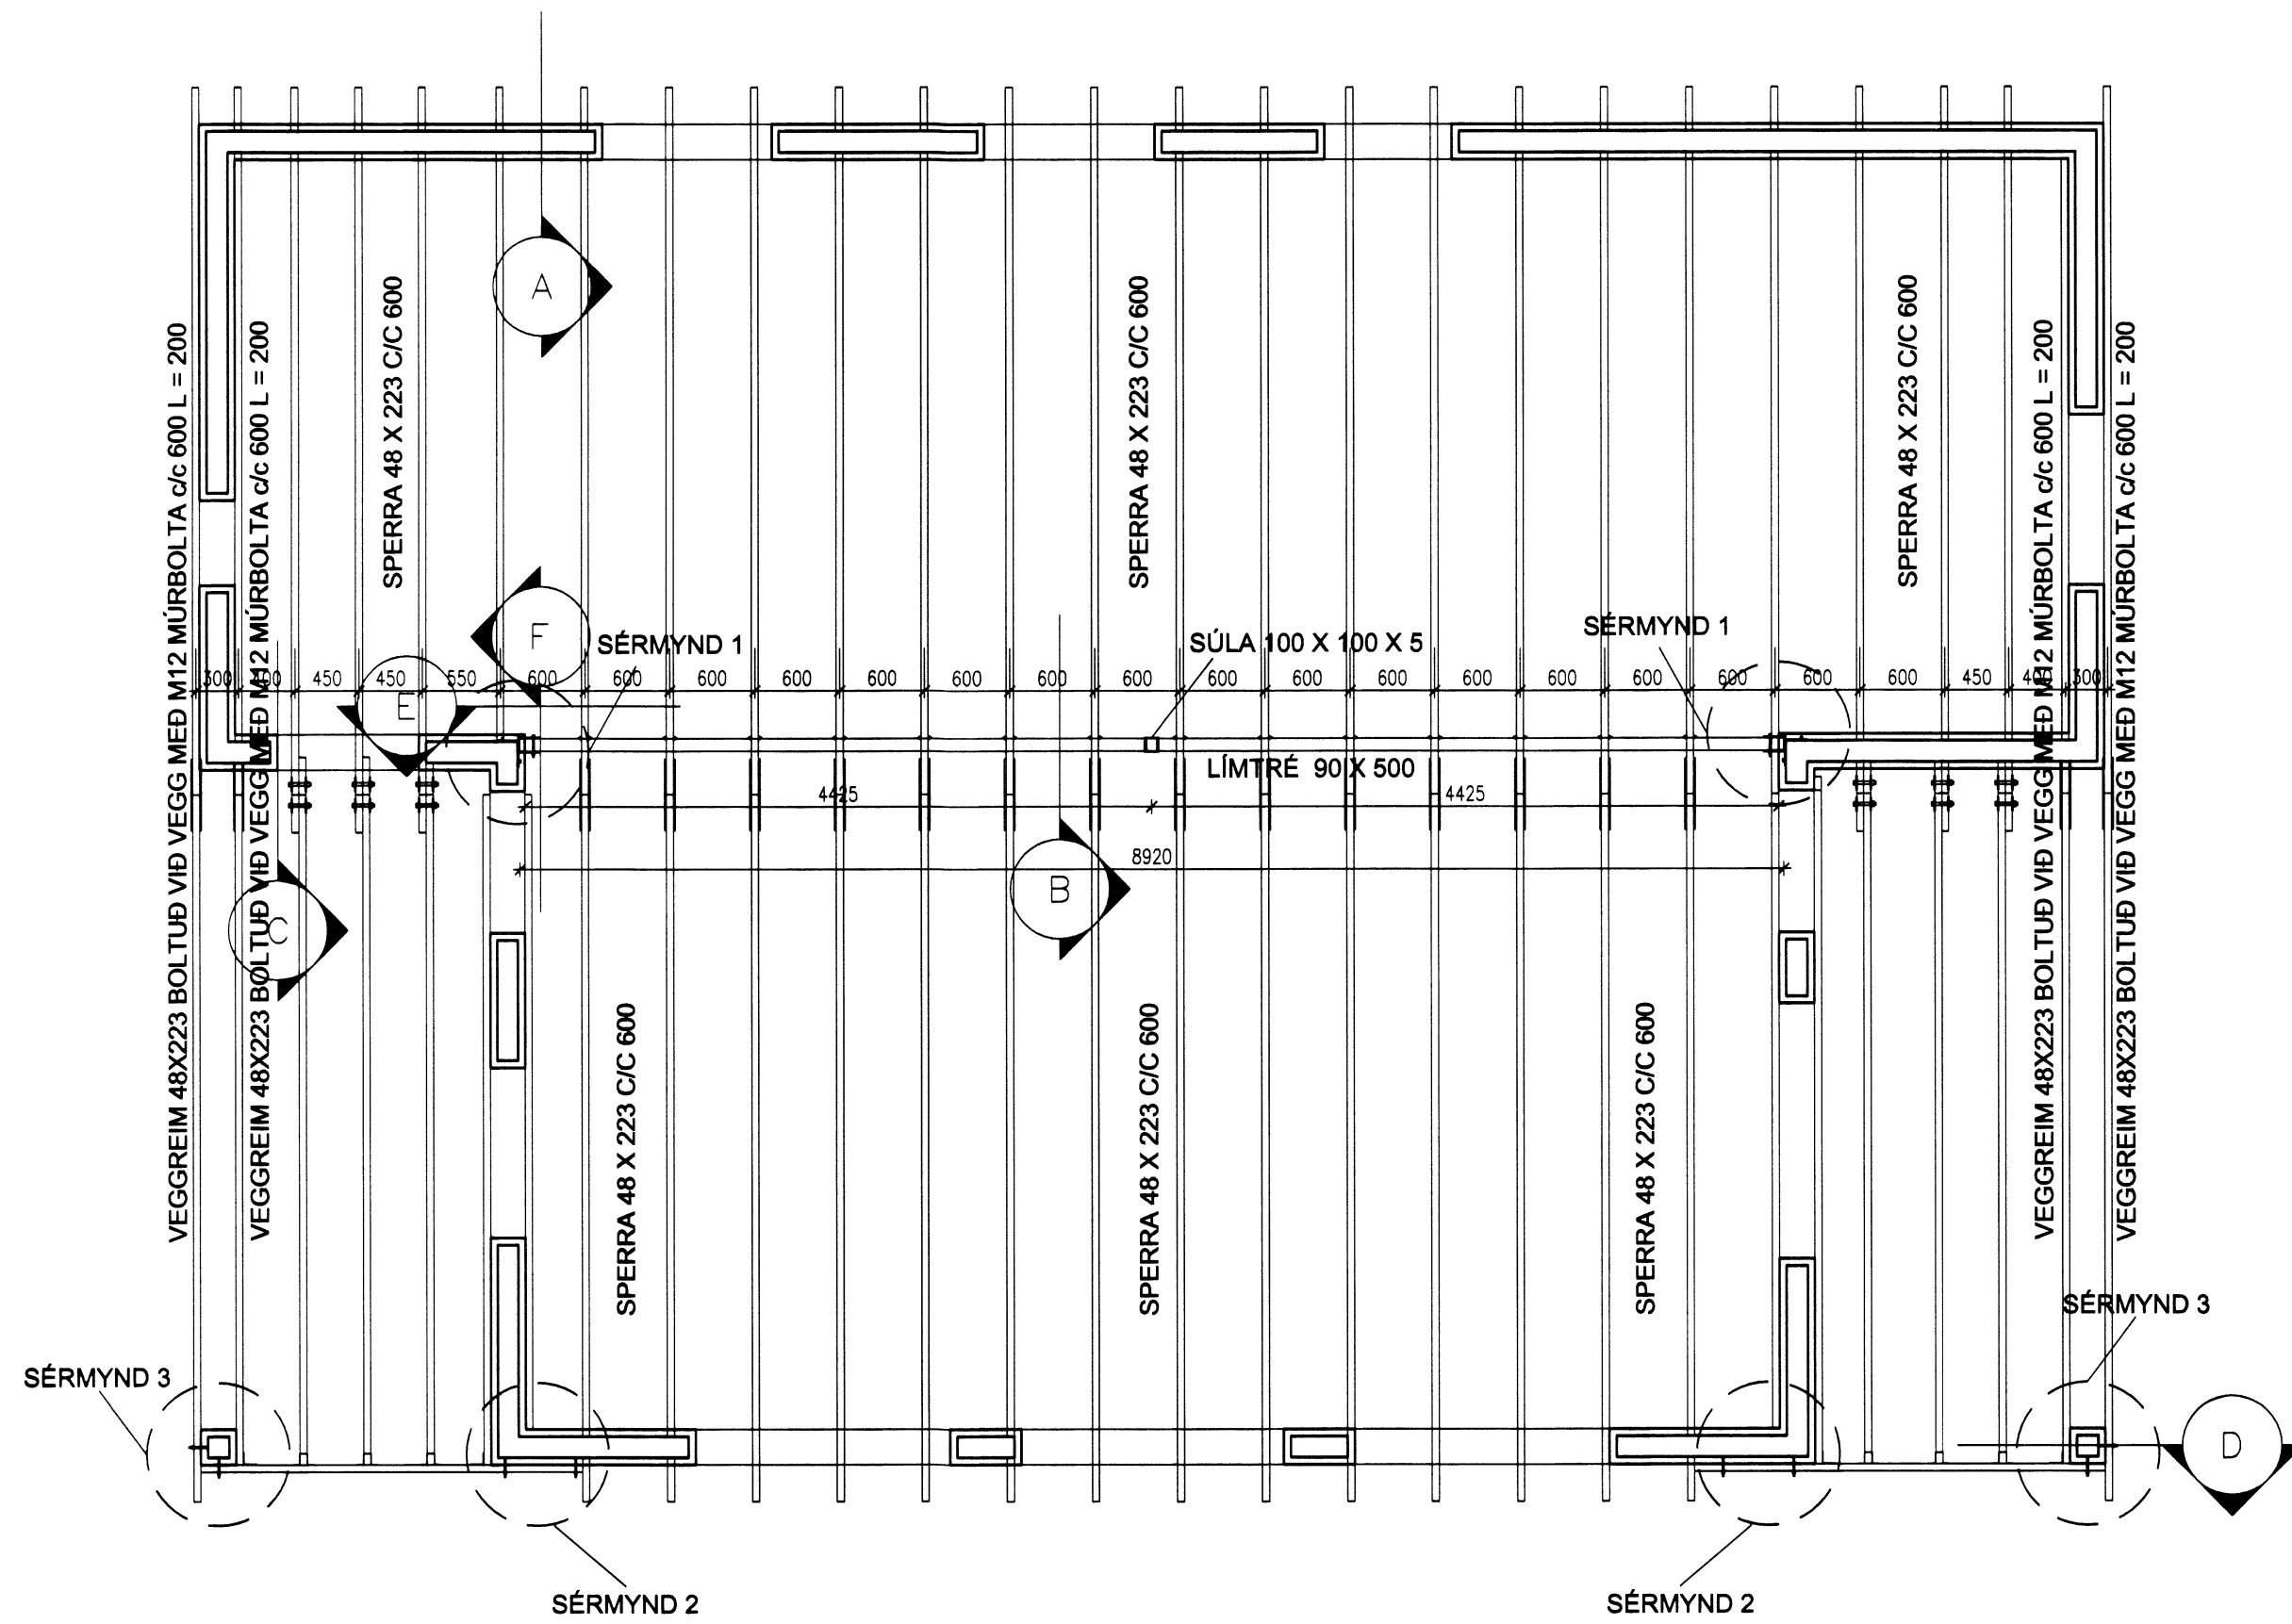 A
SPERRA 48 X 223 C/C 600
SPERRA 48 X 223 C/C 600
SPERRA 48 X 223 C/C 600
VEGGREIM 48X223 BOLTUÐ VIÐ VEGG MEÐ M12 MÚRBOLTA c/c 600 L = 200
VEGGREIM 48X223 BOLTUÐ VIÐ VEGG MEÐ M12 MÚRBOLTA c/c 600 L = 200
VEGGREIM 48X223 BOLTUÐ VIÐ VEGG MEÐ M12 MÚRBOLTA c/c 600 L = 200
VEGGREIM 48X223 BOLTUÐ VIÐ VEGG MEÐ M12 MÚRBOLTA c/c 600 L = 200
F
SÉRMYND 1
SÚLA 100 X 100 X 5
SÉRMYND 1
300 400 450 450 550 600 600 600 600 600 600 600 600 600 600 600 600 600 600 600 600 600 450 400 300
E
LÍMTRÉ 90 X 500
4425
4425
8920
B
C
SPERRA 48 X 223 C/C 600
SPERRA 48 X 223 C/C 600
SPERRA 48 X 223 C/C 600
SÉRMYND 3
SÉRMYND 3
D
SÉRMYND 2
SÉRMYND 2